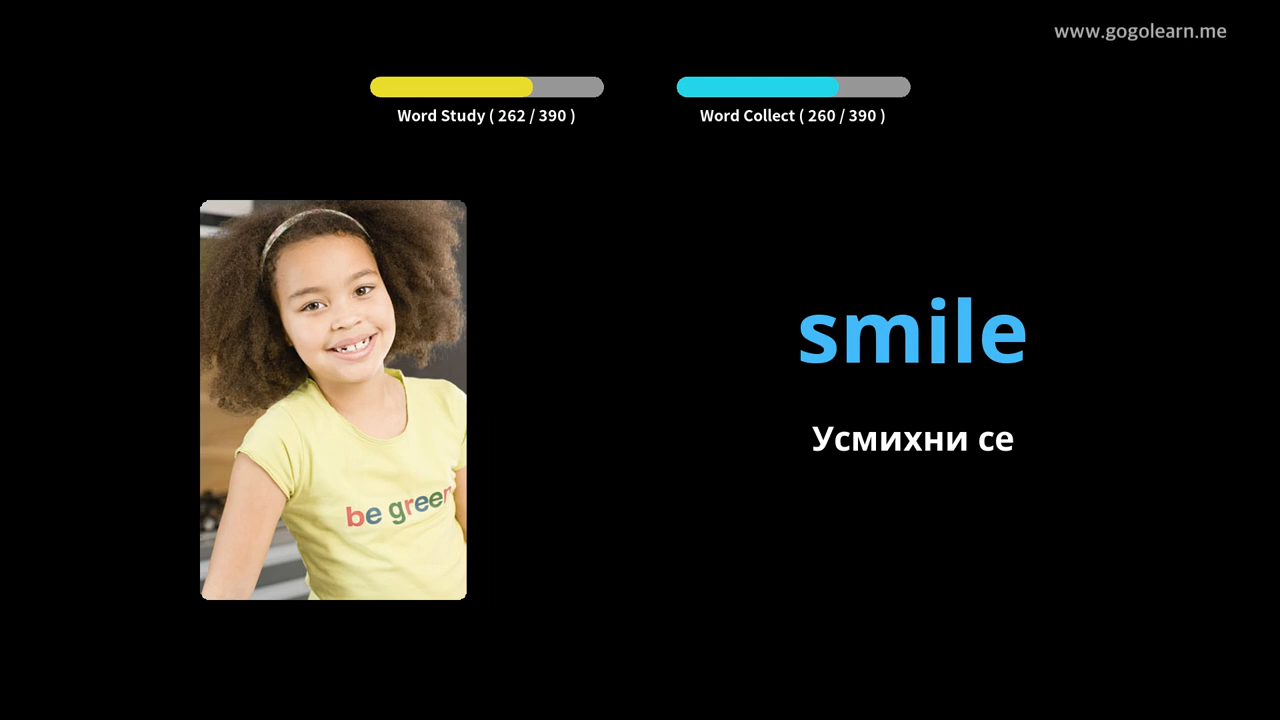 www.gogolearn.me
Word Study ( 262 / 390 )
Word Collect ( 260 / 390 )
smile
Усмихни се
be green